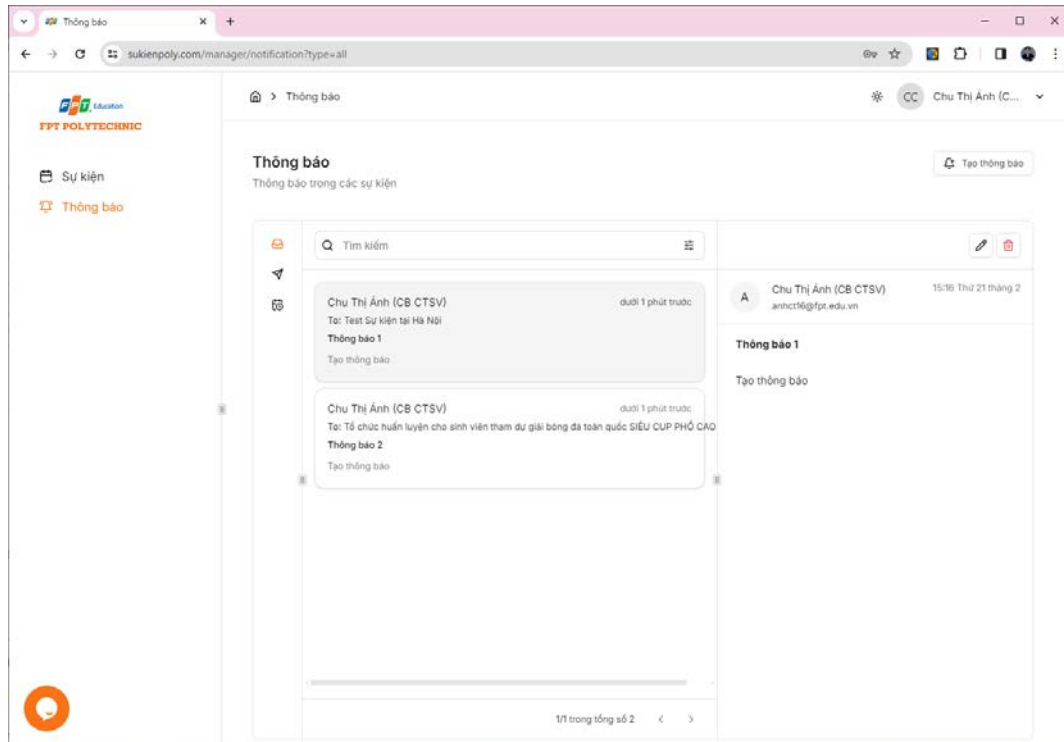 Thông báo
sukienpoly.com/manager/notification?type=all
FPT Education
FPT POLYTECHNIC
Thông báo
CC
Chu Thị Ánh (C...
Sự kiện
Thông báo
Thông báo
Thông báo trong các sự kiện
Tạo thông báo
Tìm kiếm
Chu Thị Ánh (CB CTSV)
dưới 1 phút trước
To: Test Sự kiện tại Hà Nội
Thông báo 1
Tạo thông báo
Chu Thị Ánh (CB CTSV)
dưới 1 phút trước
To: Tổ chức huấn luyện cho sinh viên tham dự giải bóng đá toàn quốc SIÊU CUP PHỔ CAO
Thông báo 2
Tạo thông báo
1/1 trong tổng số 2
A
Chu Thị Ánh (CB CTSV)
15:16 Thứ 21 tháng 2
anhct16@fpt.edu.vn
Thông báo 1
Tạo thông báo